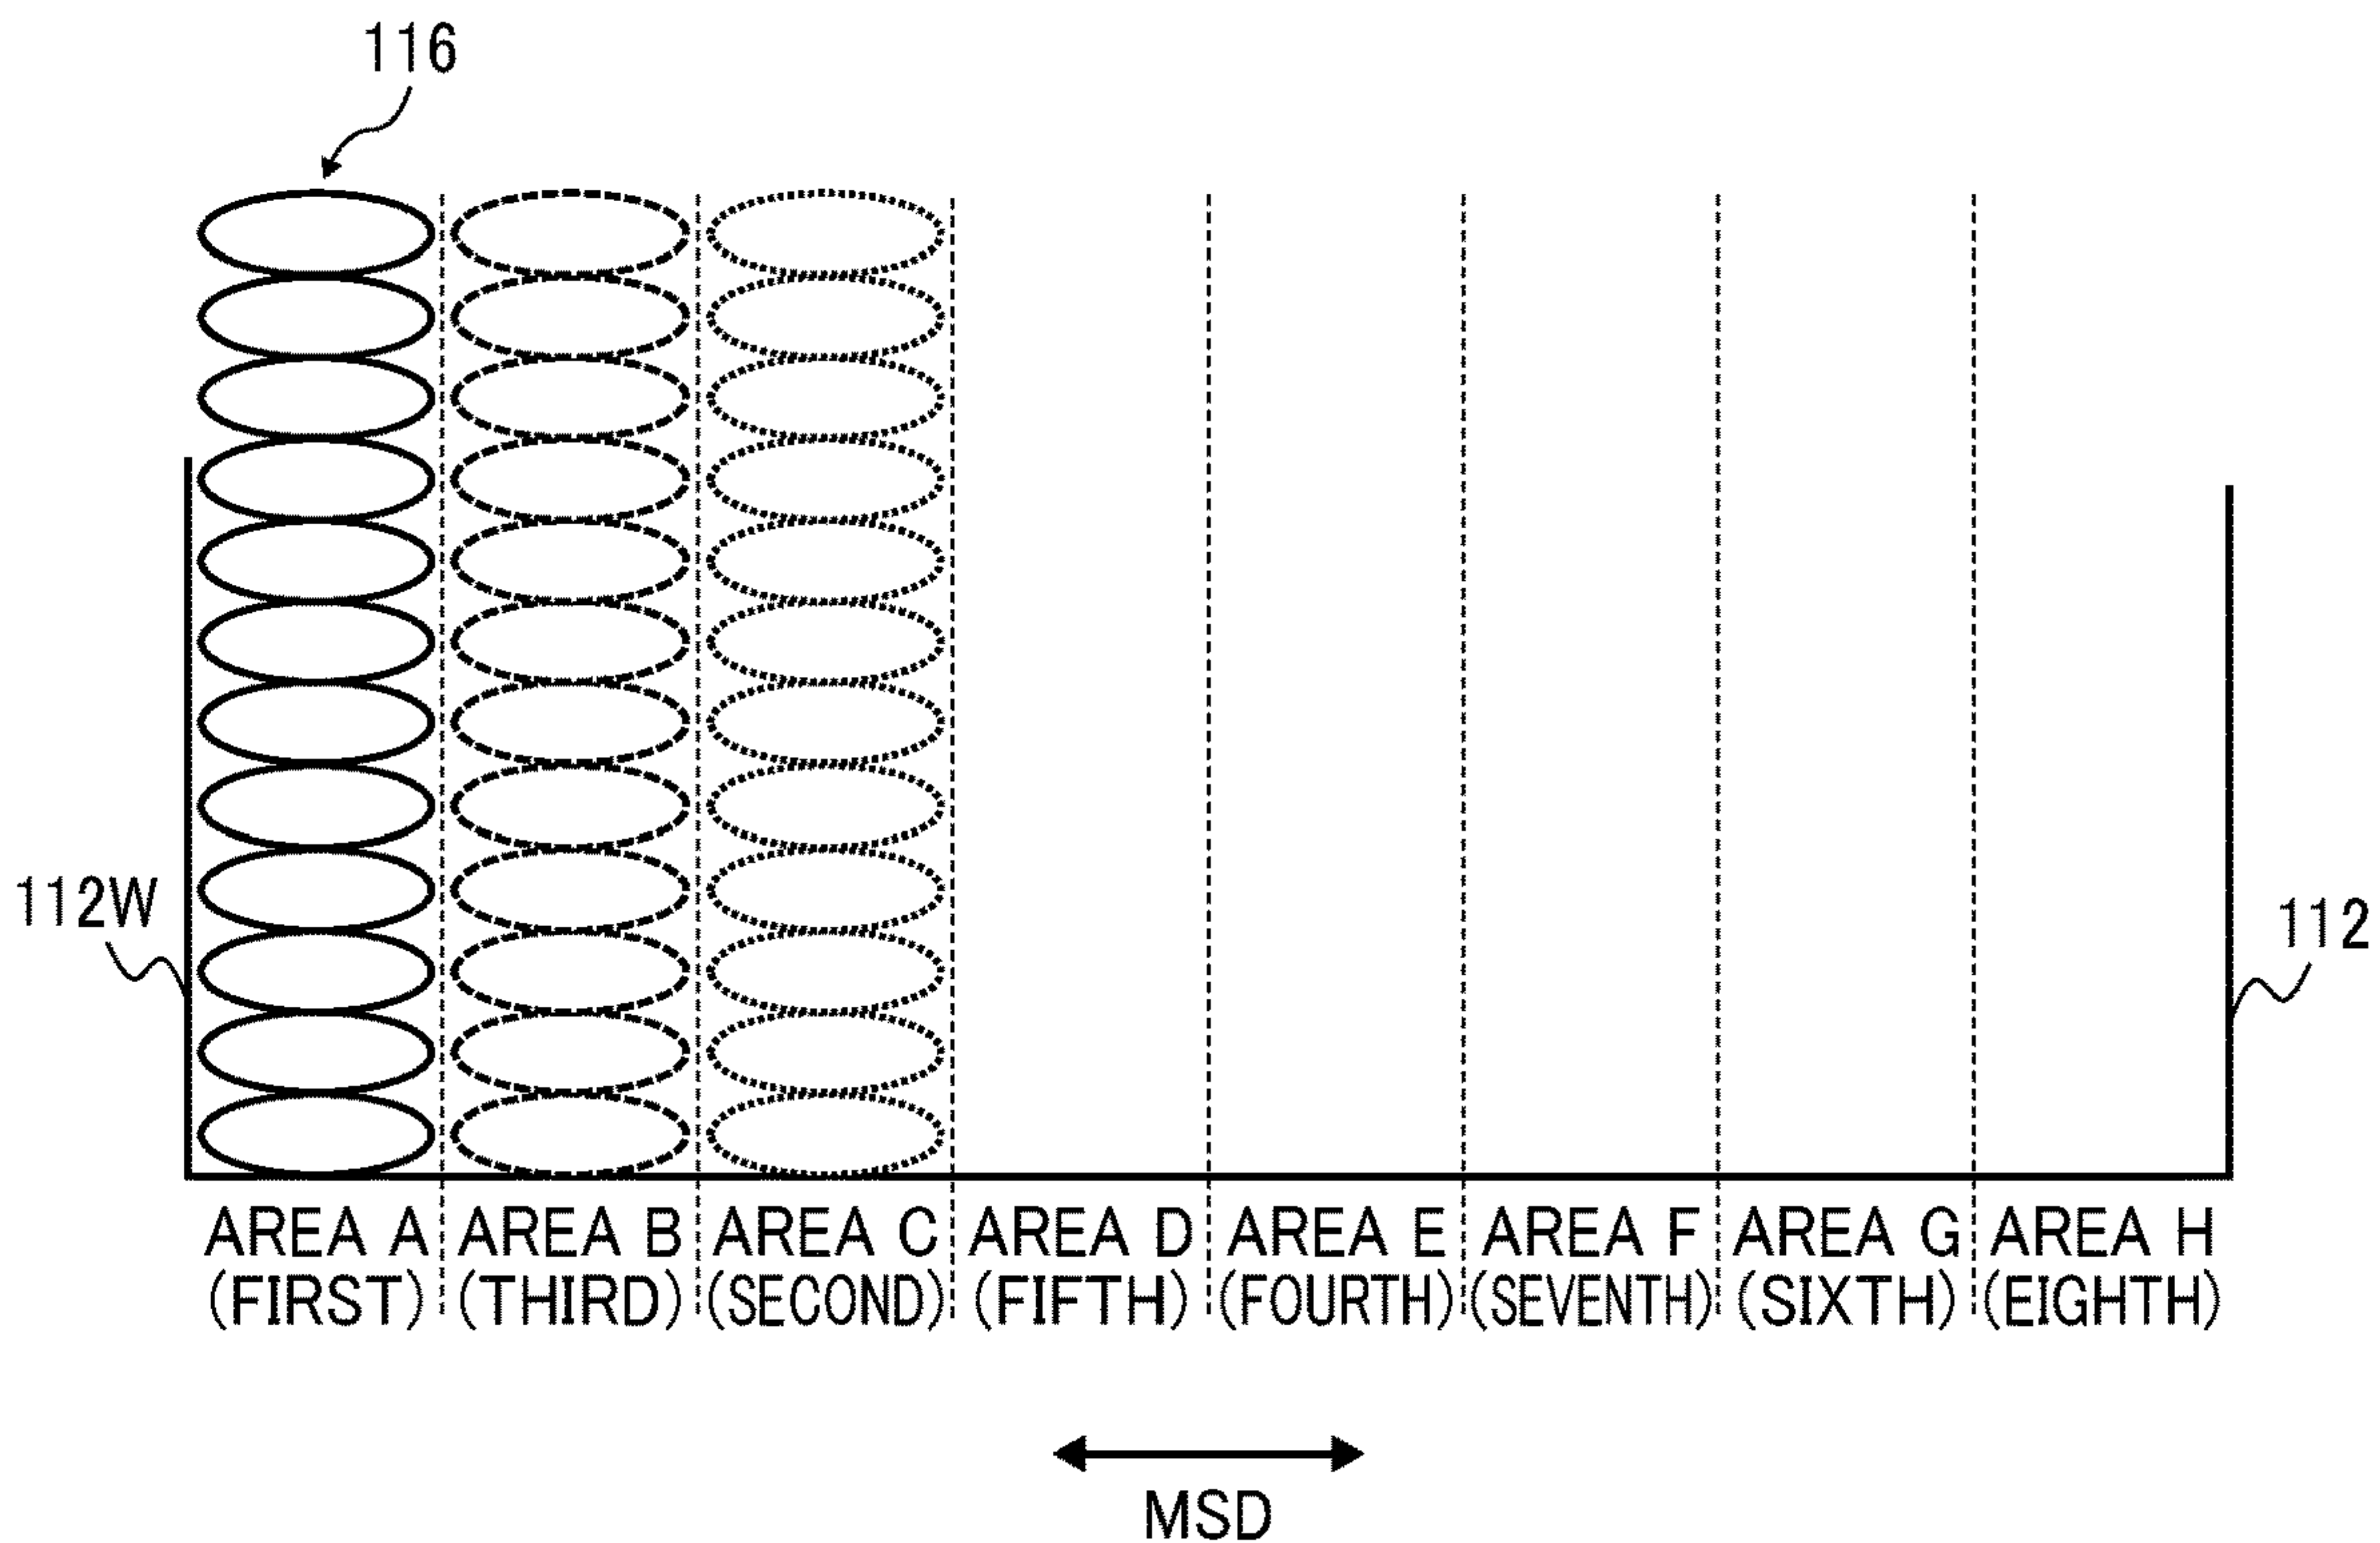 116
112W
112
AREA A AREA B AREA C AREA D AREA E AREA F AREA G AREA H
(FIRST) (THIRD) (SECOND) (FIFTH) (FOURTH) (SEVENTH) (SIXTH) (EIGHTH)
MSD